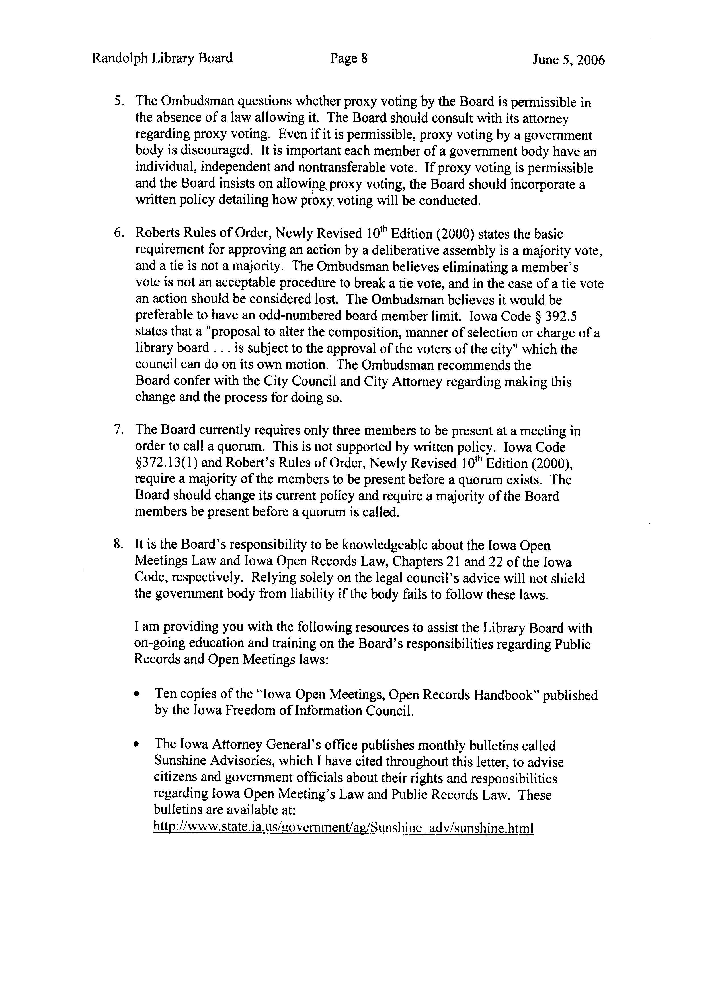 Randolph Library Board Page 8 June 5, 2006
5. The Ombudsman questions whether proxy voting by the Board is permissible in
the absence of a law allowing it. The Board should consult with its attorney
regarding proxy voting. Even if it is permissible, proxy voting by a government
body is discouraged. It is important each member of a government body have an
individual, independent and nontransferable vote. If proxy voting is permissible
and the Board insists on allowing proxy voting, the Board should incorporate a
written policy detailing how proxy voting will be conducted.
6. Roberts Rules of Order, Newly Revised 10th Edition (2000) states the basic
requirement for approving an action by a deliberative assembly is a majority vote,
and a tie is not a majority. The Ombudsman believes eliminating a member's
vote is not an acceptable procedure to break a tie vote, and in the case of a tie vote
an action should be considered lost. The Ombudsman believes it would be
preferable to have an odd-numbered board member limit. Iowa Code § 392.5
states that a "proposal to alter the composition, manner of selection or charge of a
library board . . . is subject to the approval of the voters of the city" which the
council can do on its own motion. The Ombudsman recommends the
Board confer with the City Council and City Attorney regarding making this
change and the process for doing so.
7. The Board currently requires only three members to be present at a meeting in
order to call a quorum. This is not supported by written policy. Iowa Code
§372.13(1) and Robert's Rules of Order, Newly Revised 10th Edition (2000),
require a majority of the members to be present before a quorum exists. The
Board should change its current policy and require a majority of the Board
members be present before a quorum is called.
8. It is the Board's responsibility to be knowledgeable about the Iowa Open
Meetings Law and Iowa Open Records Law, Chapters 21 and 22 of the Iowa
Code, respectively. Relying solely on the legal council's advice will not shield
the government body from liability if the body fails to follow these laws.
I am providing you with the following resources to assist the Library Board with
on-going education and training on the Board's responsibilities regarding Public
Records and Open Meetings laws:
• Ten copies of the “Iowa Open Meetings, Open Records Handbook” published
by the Iowa Freedom of Information Council.
• The Iowa Attorney General's office publishes monthly bulletins called
Sunshine Advisories, which I have cited throughout this letter, to advise
citizens and government officials about their rights and responsibilities
regarding Iowa Open Meeting's Law and Public Records Law. These
bulletins are available at:
http://www.state.ia.us/government/ag/Sunshine_adv/sunshine.html